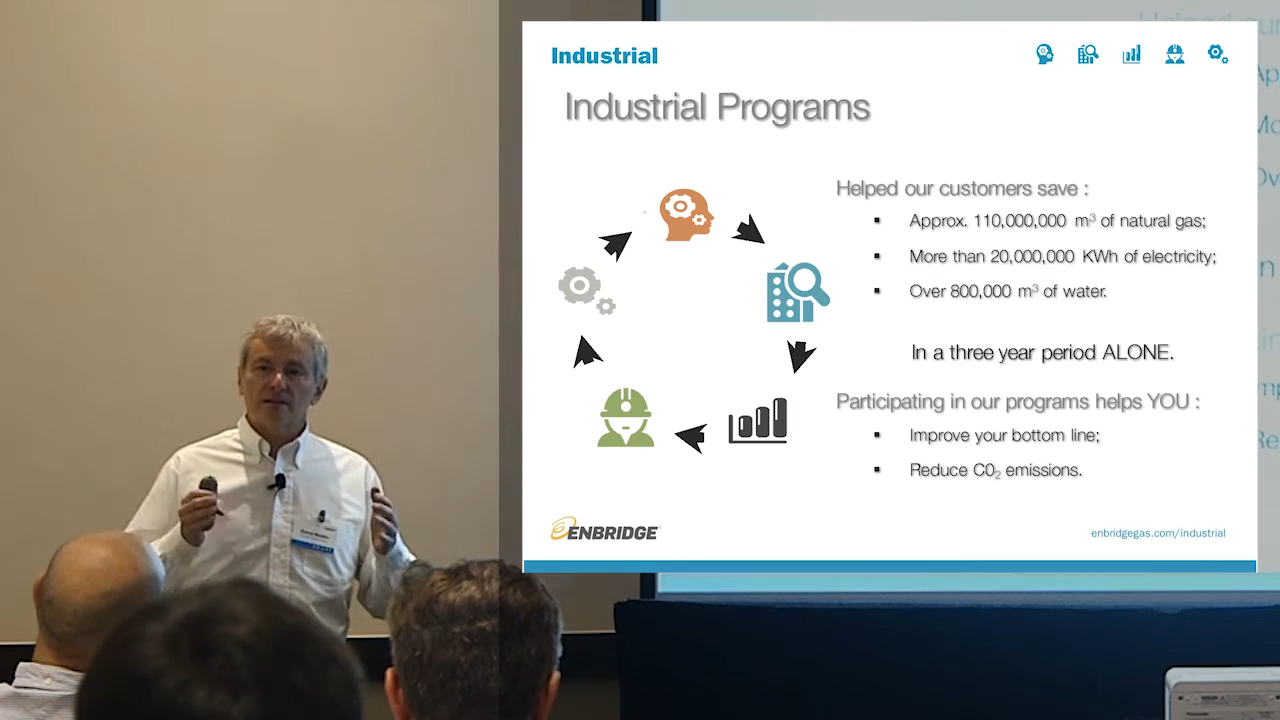 Industrial
Industrial Programs
Helped our customers save :
▪ Approx. 110,000,000 m³ of natural gas;
▪ More than 20,000,000 KWh of electricity;
▪ Over 800,000 m³ of water.
In a three year period ALONE.
Participating in our programs helps YOU :
▪ Improve your bottom line;
▪ Reduce C0₂ emissions.
ENBRIDGE
enbridgegas.com/industrial
Helped our